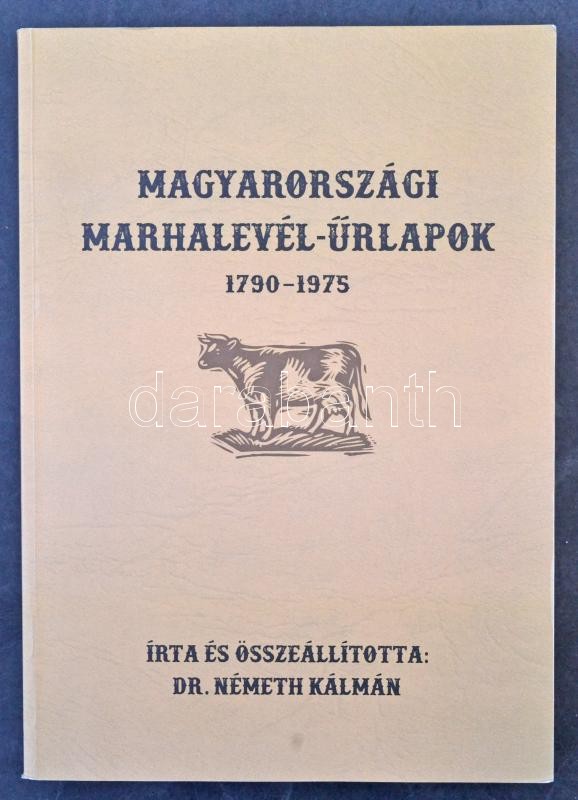 MAGYARORSZÁGI
MARHALEVÉL-ŰRLAPOK
1790-1975
darabanth
ÍRTA ÉS ÖSSZEÁLLÍTOTTA:
DR. NÉMETH KÁLMÁN